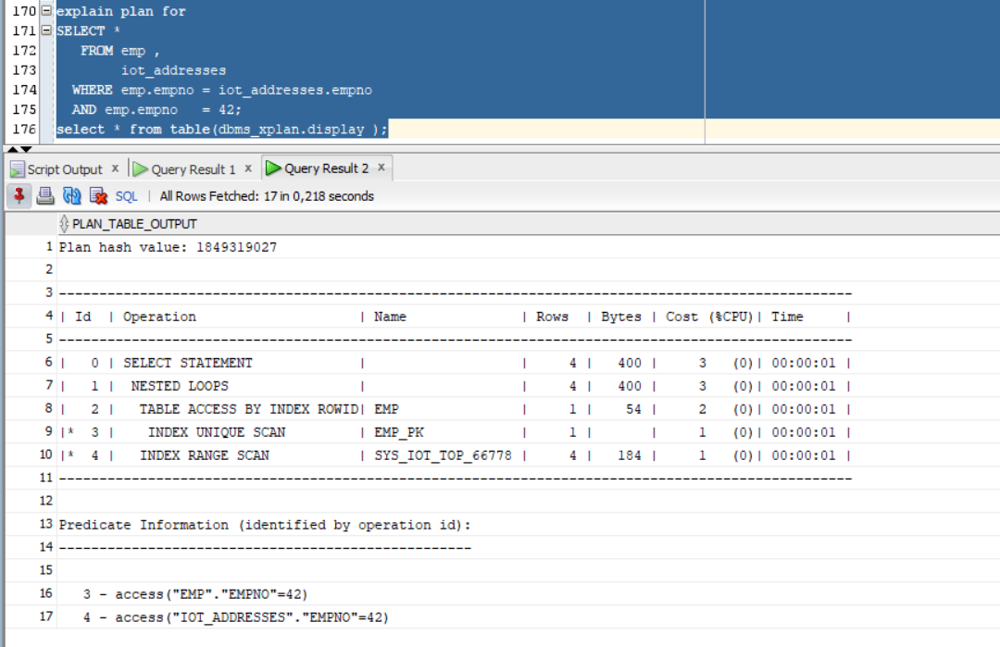 170 explain plan for
171 SELECT *
172    FROM emp ,
173         iot_addresses
174   WHERE emp.empno = iot_addresses.empno
175   AND emp.empno   = 42;
176 select * from table(dbms_xplan.display );
Script Output x Query Result 1 x Query Result 2 x
SQL | All Rows Fetched: 17 in 0,218 seconds
PLAN_TABLE_OUTPUT
1 Plan hash value: 1849319027
2
3 --------------------------------------------------------------------------------------------------
4 | Id  | Operation                    | Name              | Rows  | Bytes | Cost (%CPU)| Time     |
5 --------------------------------------------------------------------------------------------------
6 |   0 | SELECT STATEMENT             |                   |     4 |   400 |     3   (0)| 00:00:01 |
7 |   1 |  NESTED LOOPS                |                   |     4 |   400 |     3   (0)| 00:00:01 |
8 |   2 |   TABLE ACCESS BY INDEX ROWID| EMP               |     1 |    54 |     2   (0)| 00:00:01 |
9 |*  3 |    INDEX UNIQUE SCAN         | EMP_PK            |     1 |       |     1   (0)| 00:00:01 |
10 |*  4 |   INDEX RANGE SCAN           | SYS_IOT_TOP_66778 |     4 |   184 |     1   (0)| 00:00:01 |
11 --------------------------------------------------------------------------------------------------
12
13 Predicate Information (identified by operation id):
14 ---------------------------------------------------
15
16    3 - access("EMP"."EMPNO"=42)
17    4 - access("IOT_ADDRESSES"."EMPNO"=42)